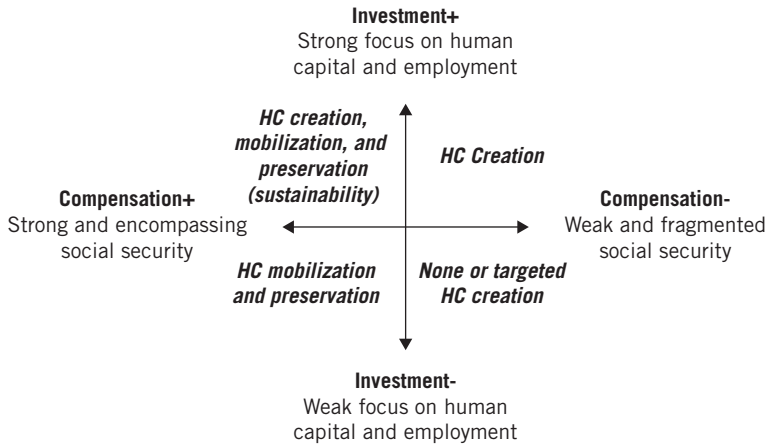 Investment+
Strong focus on human
capital and employment
HC creation,
mobilization, and
preservation
(sustainability)
HC Creation
Compensation+
Strong and encompassing
social security
Compensation-
Weak and fragmented
social security
HC mobilization
and preservation
None or targeted
HC creation
Investment-
Weak focus on human
capital and employment